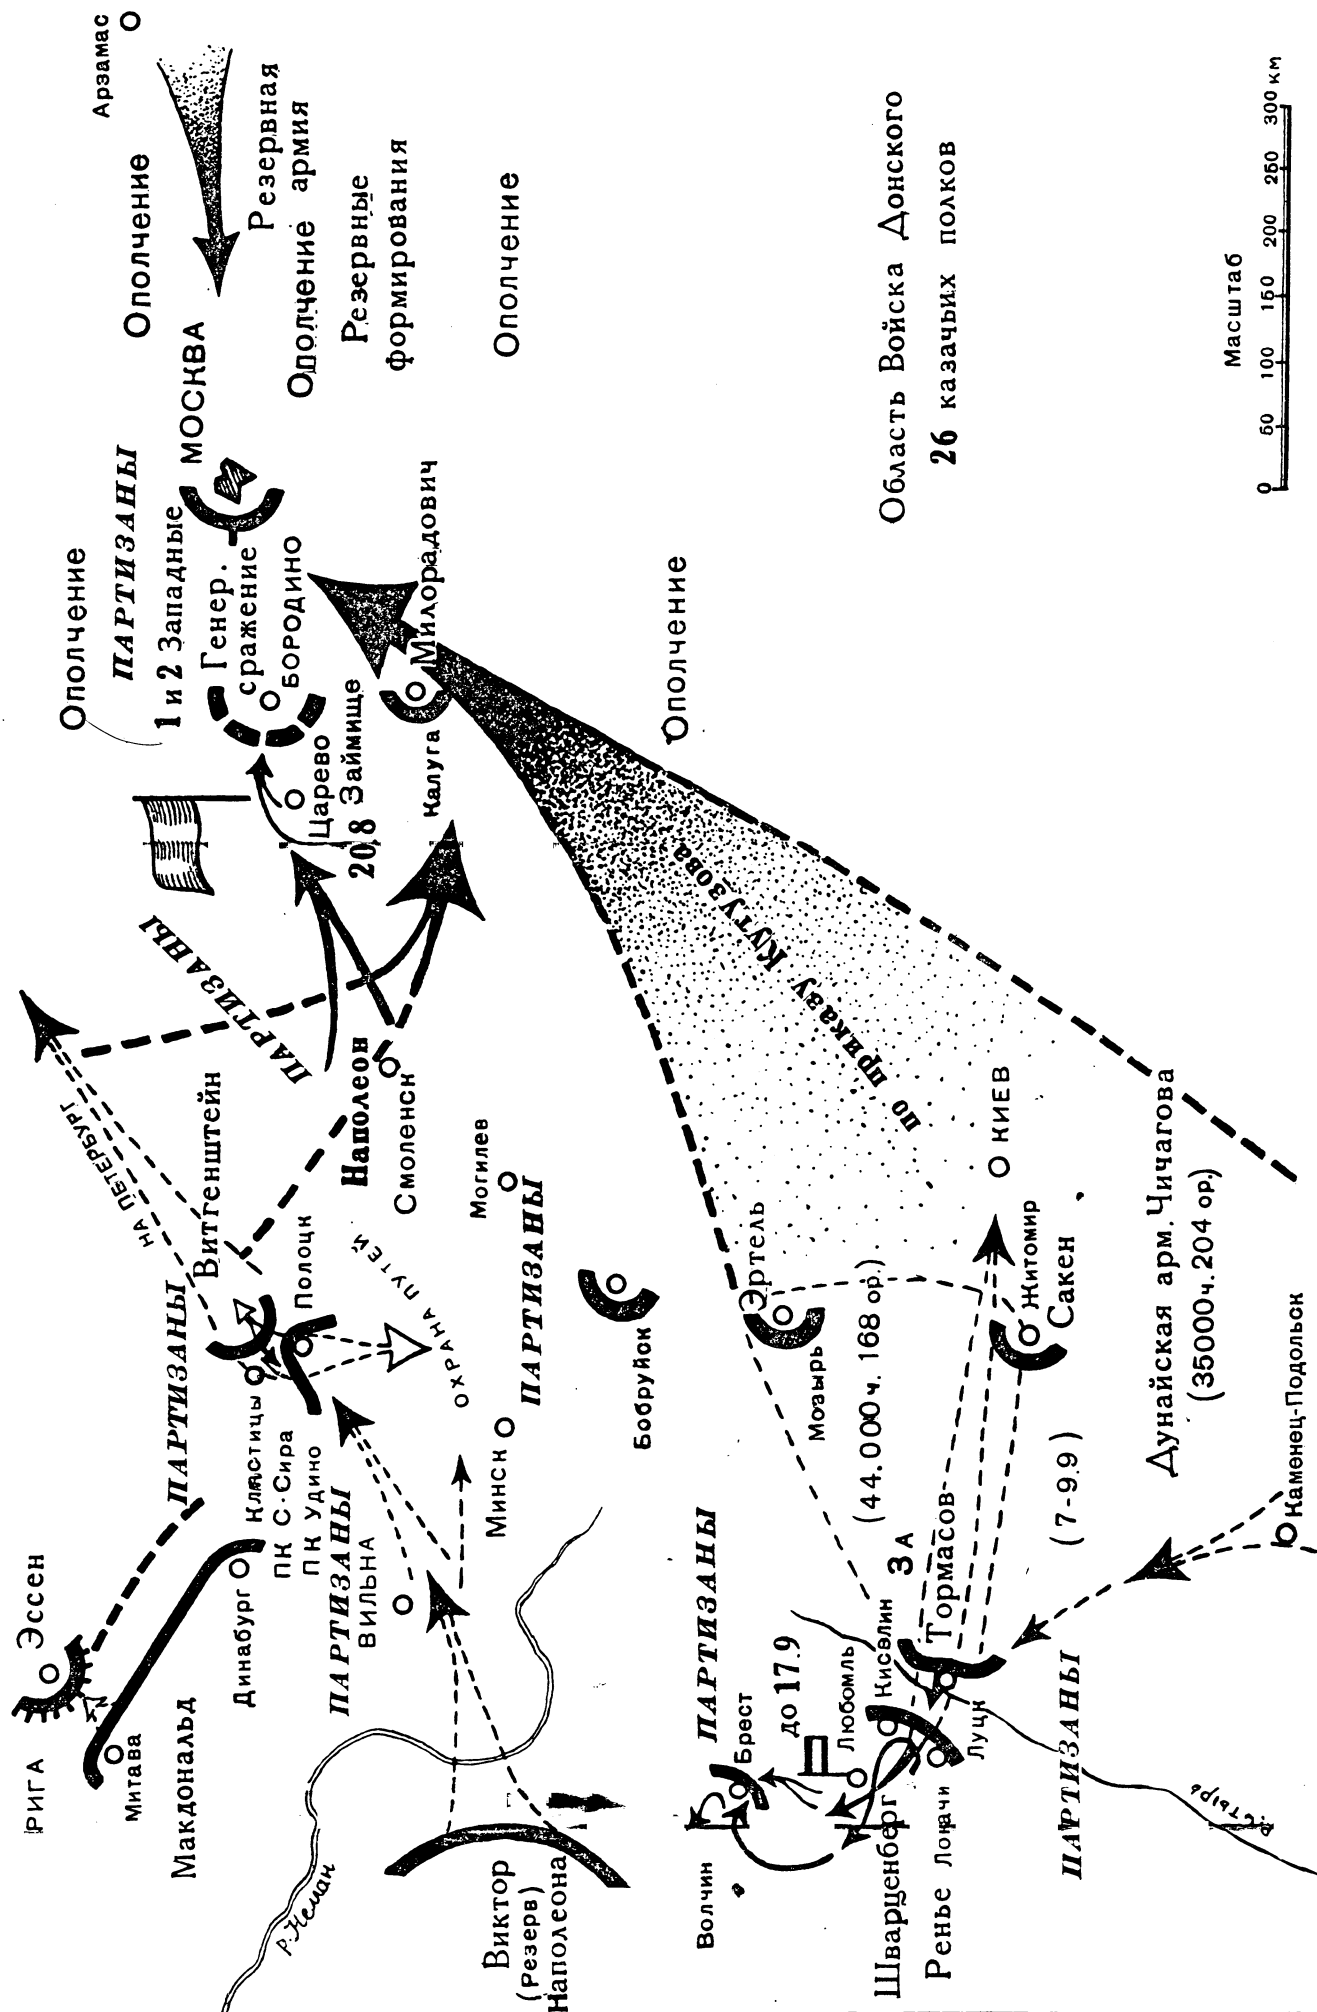 РИГА
Эссен
Митава
Макдональд
Динабург
ПАРТИЗАНЫ
Клястицы
ПК С-Сира
ПК Удино
Полоцк
Витгенштейн
НА ПЕТЕРБУРГ
ПАРТИЗАНЫ
Ополчение
ПАРТИЗАНЫ
1 и 2 Западные
Генер.
сражение
БОРОДИНО
МОСКВА
Ополчение
Арзамас
Резервная
армия
Ополчение
Резервные
формирования
Ополчение
Царево
Займище
20,8
Калуга
Милорадович
Наполеон
Смоленск
ПАРТИЗАНЫ
ВИЛЬНА
ОХРАНА ПУТЕЙ
Могилев
ПАРТИЗАНЫ
МИНСК
р. Неман
Виктор
(Резерв)
Наполеона
Бобруйск
Ополчение
Волчин
Брест
ПАРТИЗАНЫ
до 17.9
Любомль
Киселин
Шварценберг
Ренье
Локачи
Луцк
3 А
Тормасов
(44.000 ч. 168 ор.)
Мозырь
Эртель
по приказу Кутузова
КИЕВ
Житомир
Сакен
(7-9.9)
Дунайская арм. Чичагова
(35000 ч. 204 ор.)
Каменец-Подольск
ПАРТИЗАНЫ
р. Стырь
Область Войска Донского
26 казачьих полков
Масштаб
0 50 100 150 200 250 300 км